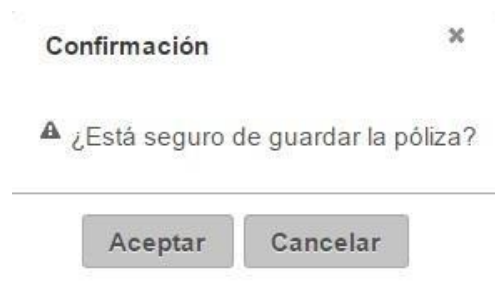 Confirmación
¿Está seguro de guardar la póliza?
Aceptar Cancelar